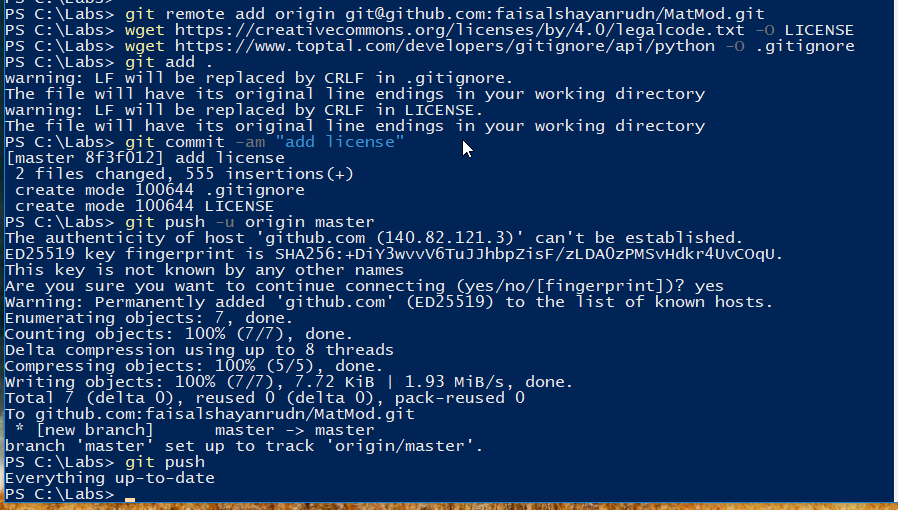 PS C:\Labs> git remote add origin git@github.com:faisalshayanrudn/MatMod.git
PS C:\Labs> wget https://creativecommons.org/licenses/by/4.0/legalcode.txt -O LICENSE
PS C:\Labs> wget https://www.toptal.com/developers/gitignore/api/python -O .gitignore
PS C:\Labs> git add .
warning: LF will be replaced by CRLF in .gitignore.
The file will have its original line endings in your working directory
warning: LF will be replaced by CRLF in LICENSE.
The file will have its original line endings in your working directory
PS C:\Labs> git commit -am "add license"
[master 8f3f012] add license
 2 files changed, 555 insertions(+)
 create mode 100644 .gitignore
 create mode 100644 LICENSE
PS C:\Labs> git push -u origin master
The authenticity of host 'github.com (140.82.121.3)' can't be established.
ED25519 key fingerprint is SHA256:+DiY3wvvV6TuJJhbpZisF/zLDA0zPMSvHdkr4UvCOqU.
This key is not known by any other names
Are you sure you want to continue connecting (yes/no/[fingerprint])? yes
Warning: Permanently added 'github.com' (ED25519) to the list of known hosts.
Enumerating objects: 7, done.
Counting objects: 100% (7/7), done.
Delta compression using up to 8 threads
Compressing objects: 100% (5/5), done.
Writing objects: 100% (7/7), 7.72 KiB | 1.93 MiB/s, done.
Total 7 (delta 0), reused 0 (delta 0), pack-reused 0
To github.com:faisalshayanrudn/MatMod.git
 * [new branch]      master -> master
branch 'master' set up to track 'origin/master'.
PS C:\Labs> git push
Everything up-to-date
PS C:\Labs>